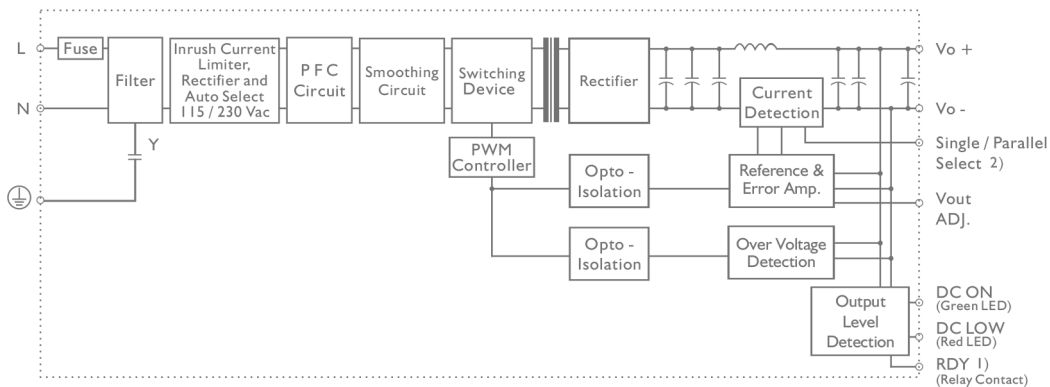 L
Fuse
N
Filter
Y
Inrush Current
Limiter,
Rectifier and
Auto Select
115 / 230 Vac
PFC
Circuit
Smoothing
Circuit
Switching
Device
PWM
Controller
Rectifier
Current
Detection
Opto -
Isolation
Reference &
Error Amp.
Opto -
Isolation
Over Voltage
Detection
Output
Level
Detection
Vo +
Vo -
Single / Parallel
Select 2)
Vout
ADJ.
DC ON
(Green LED)
DC LOW
(Red LED)
RDY 1)
(Relay Contact)